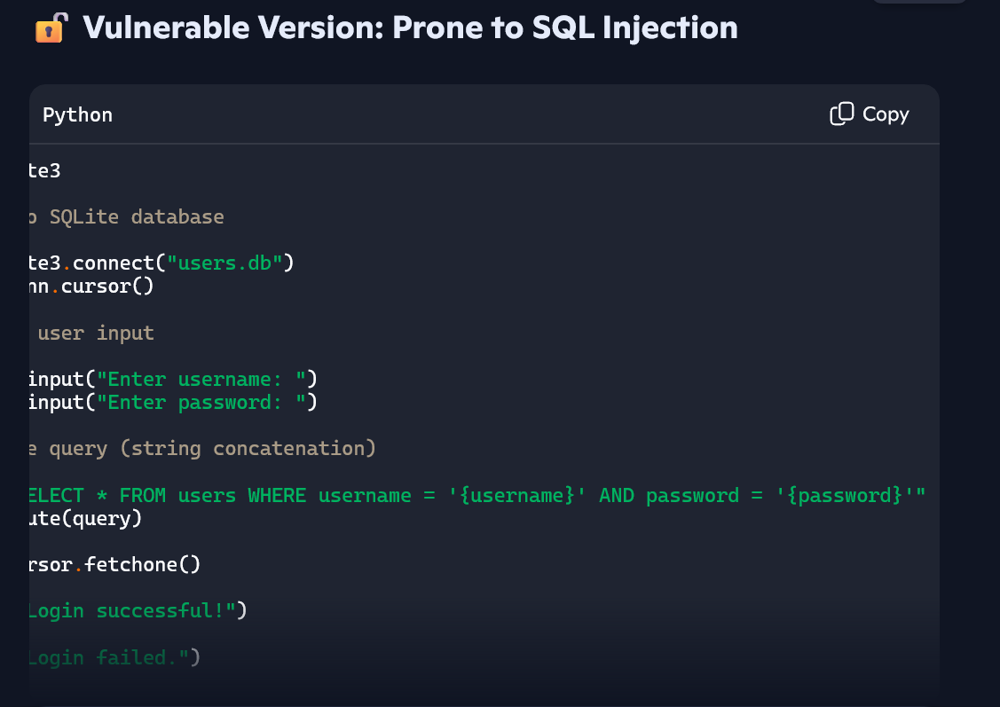 Vulnerable Version: Prone to SQL Injection
Python
Copy
te3
o SQLite database
te3.connect("users.db")
nn.cursor()
user input
input("Enter username: ")
input("Enter password: ")
e query (string concatenation)
ELECT * FROM users WHERE username = '{username}' AND password = '{password}'"
ute(query)
rsor.fetchone()
Login successful!")
Login failed.")